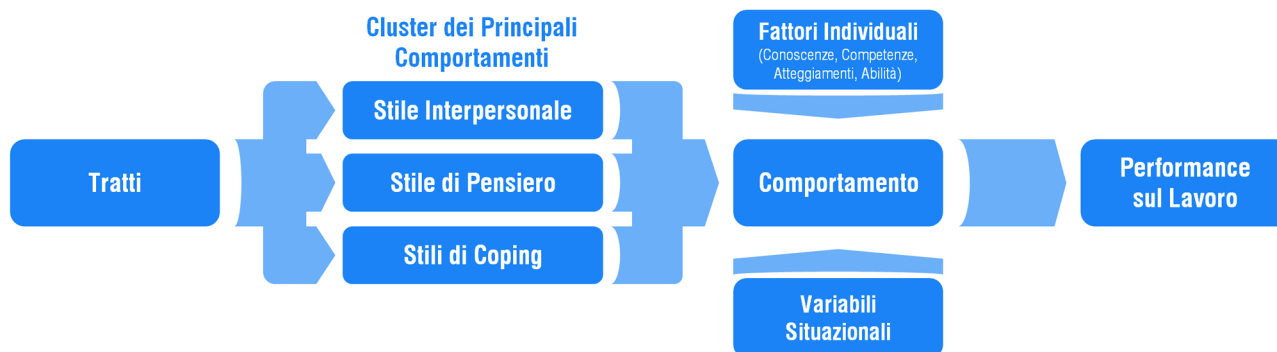 Cluster dei Principali
Comportamenti
Fattori Individuali
(Conoscenze, Competenze,
Atteggiamenti, Abilità)
Stile Interpersonale
Tratti
Stile di Pensiero
Comportamento
Performance
sul Lavoro
Stili di Coping
Variabili
Situazionali